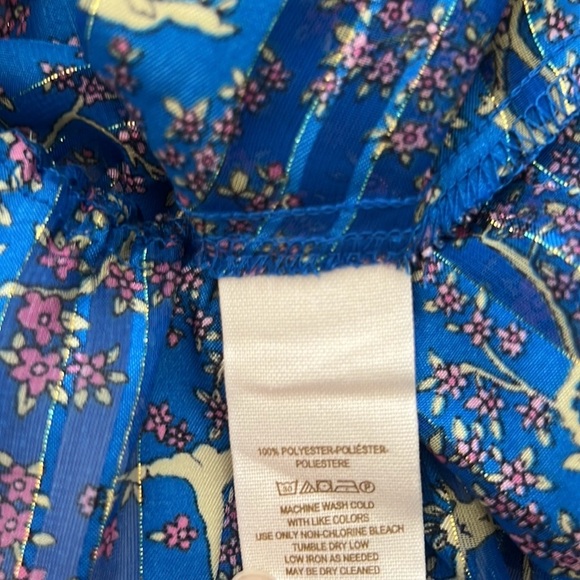 100% POLYESTER-POLIÉSTER-
POLIESTERE
MACHINE WASH COLD
WITH LIKE COLORS
USE ONLY NON-CHLORINE BLEACH
TUMBLE DRY LOW
LOW IRON AS NEEDED
MAY BE DRY CLEANED